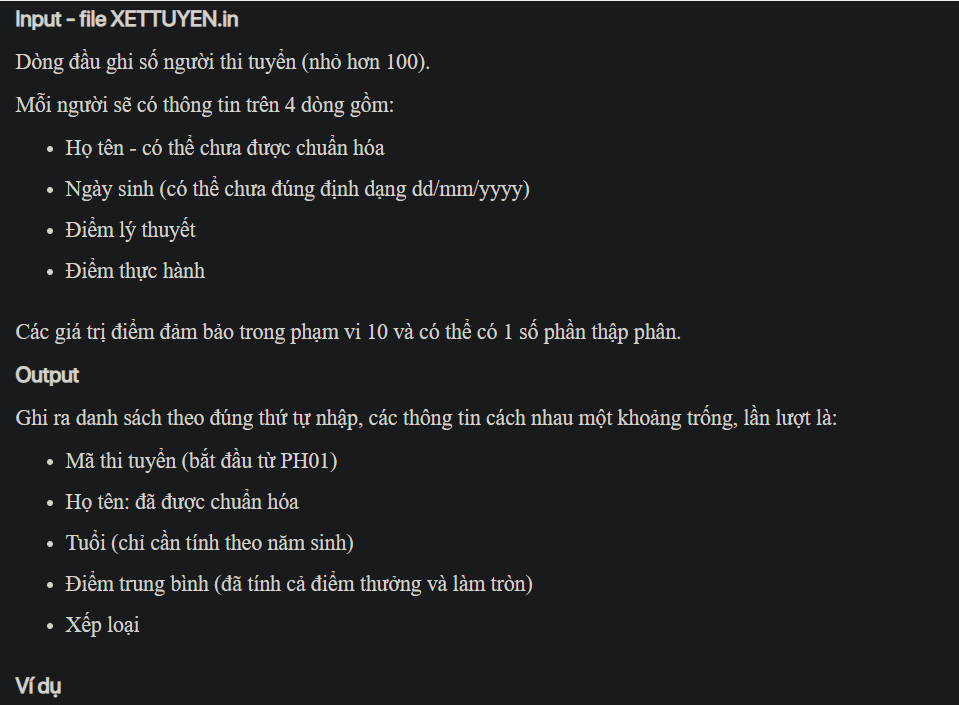 Input - file XETTUYEN.in
Dòng đầu ghi số người thi tuyển (nhỏ hơn 100).
Mỗi người sẽ có thông tin trên 4 dòng gồm:
• Họ tên - có thể chưa được chuẩn hóa
• Ngày sinh (có thể chưa đúng định dạng dd/mm/yyyy)
• Điểm lý thuyết
• Điểm thực hành
Các giá trị điểm đảm bảo trong phạm vi 10 và có thể có 1 số phần thập phân.
Output
Ghi ra danh sách theo đúng thứ tự nhập, các thông tin cách nhau một khoảng trống, lần lượt là:
• Mã thi tuyển (bắt đầu từ PH01)
• Họ tên: đã được chuẩn hóa
• Tuổi (chỉ cần tính theo năm sinh)
• Điểm trung bình (đã tính cả điểm thưởng và làm tròn)
• Xếp loại
Ví dụ